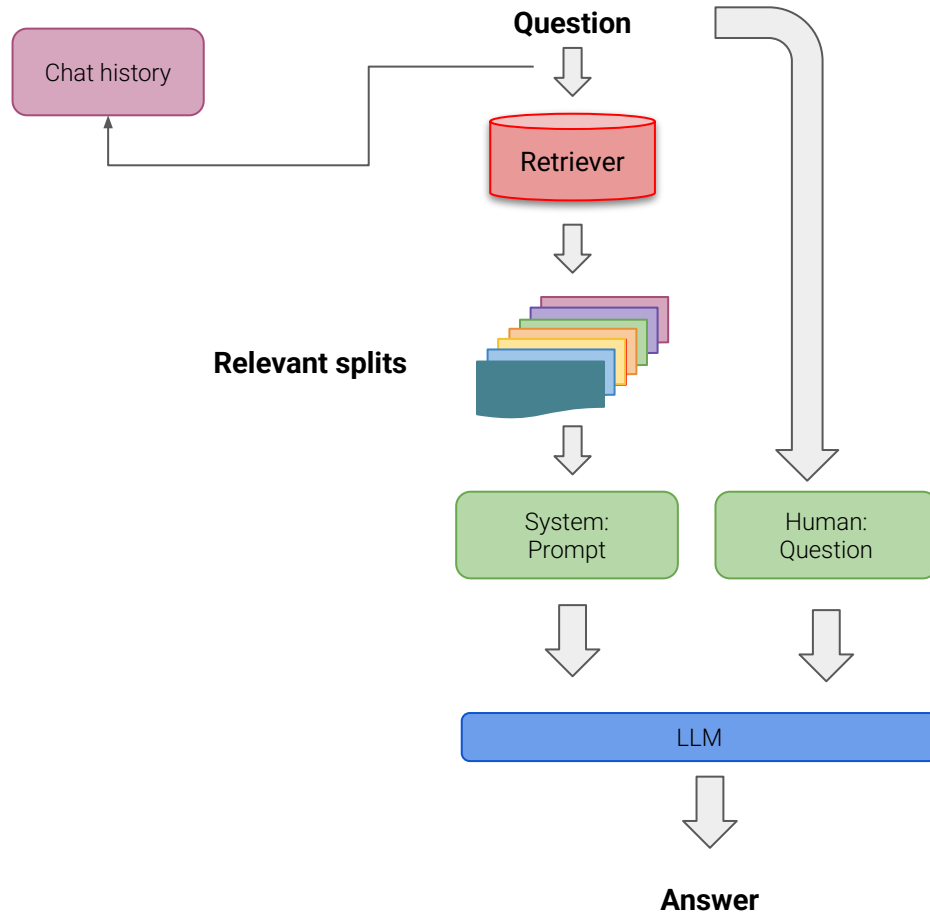 Question
Chat history
Retriever
Relevant splits
System:
Prompt
Human:
Question
LLM
Answer